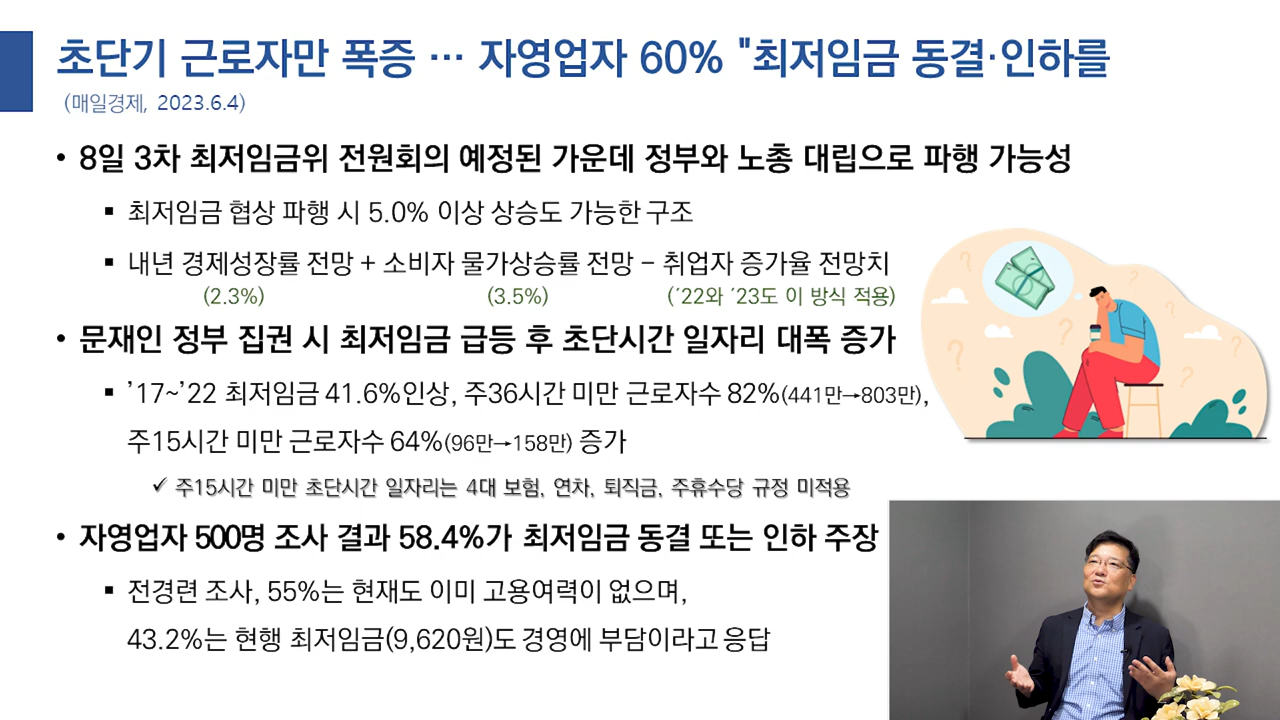 초단기 근로자만 폭증 … 자영업자 60% "최저임금 동결·인하를
(매일경제, 2023.6.4)
• 8일 3차 최저임금위 전원회의 예정된 가운데 정부와 노총 대립으로 파행 가능성
▪ 최저임금 협상 파행 시 5.0% 이상 상승도 가능한 구조
▪ 내년 경제성장률 전망 + 소비자 물가상승률 전망 – 취업자 증가율 전망치
(2.3%) (3.5%) (′22와 ′23도 이 방식 적용)
• 문재인 정부 집권 시 최저임금 급등 후 초단시간 일자리 대폭 증가
▪ ’17~’22 최저임금 41.6%인상, 주36시간 미만 근로자수 82%(441만→803만),
주15시간 미만 근로자수 64%(96만→158만) 증가
✓ 주15시간 미만 초단시간 일자리는 4대 보험, 연차, 퇴직금, 주휴수당 규정 미적용
• 자영업자 500명 조사 결과 58.4%가 최저임금 동결 또는 인하 주장
▪ 전경련 조사, 55%는 현재도 이미 고용여력이 없으며,
43.2%는 현행 최저임금(9,620원)도 경영에 부담이라고 응답